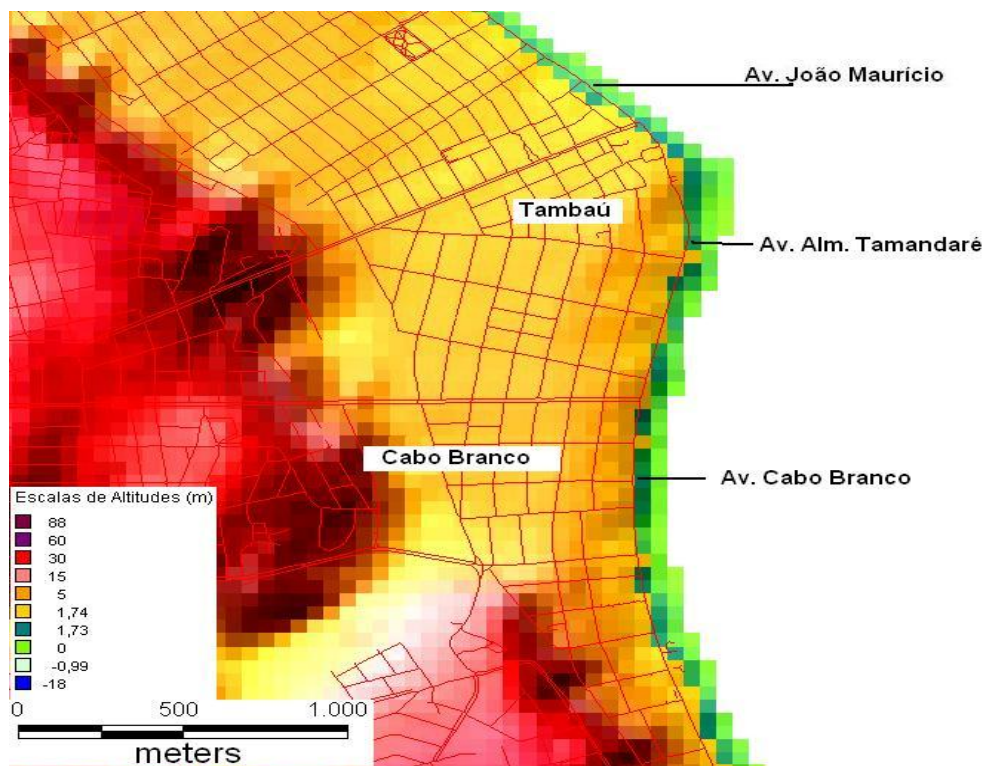 Av. João Maurício
Tambaú
Av. Alm. Tamandaré
Cabo Branco
Av. Cabo Branco
Escalas de Altitudes (m)
88
60
30
15
5
1,74
1,73
0
-0,99
-18
0 500 1.000
meters